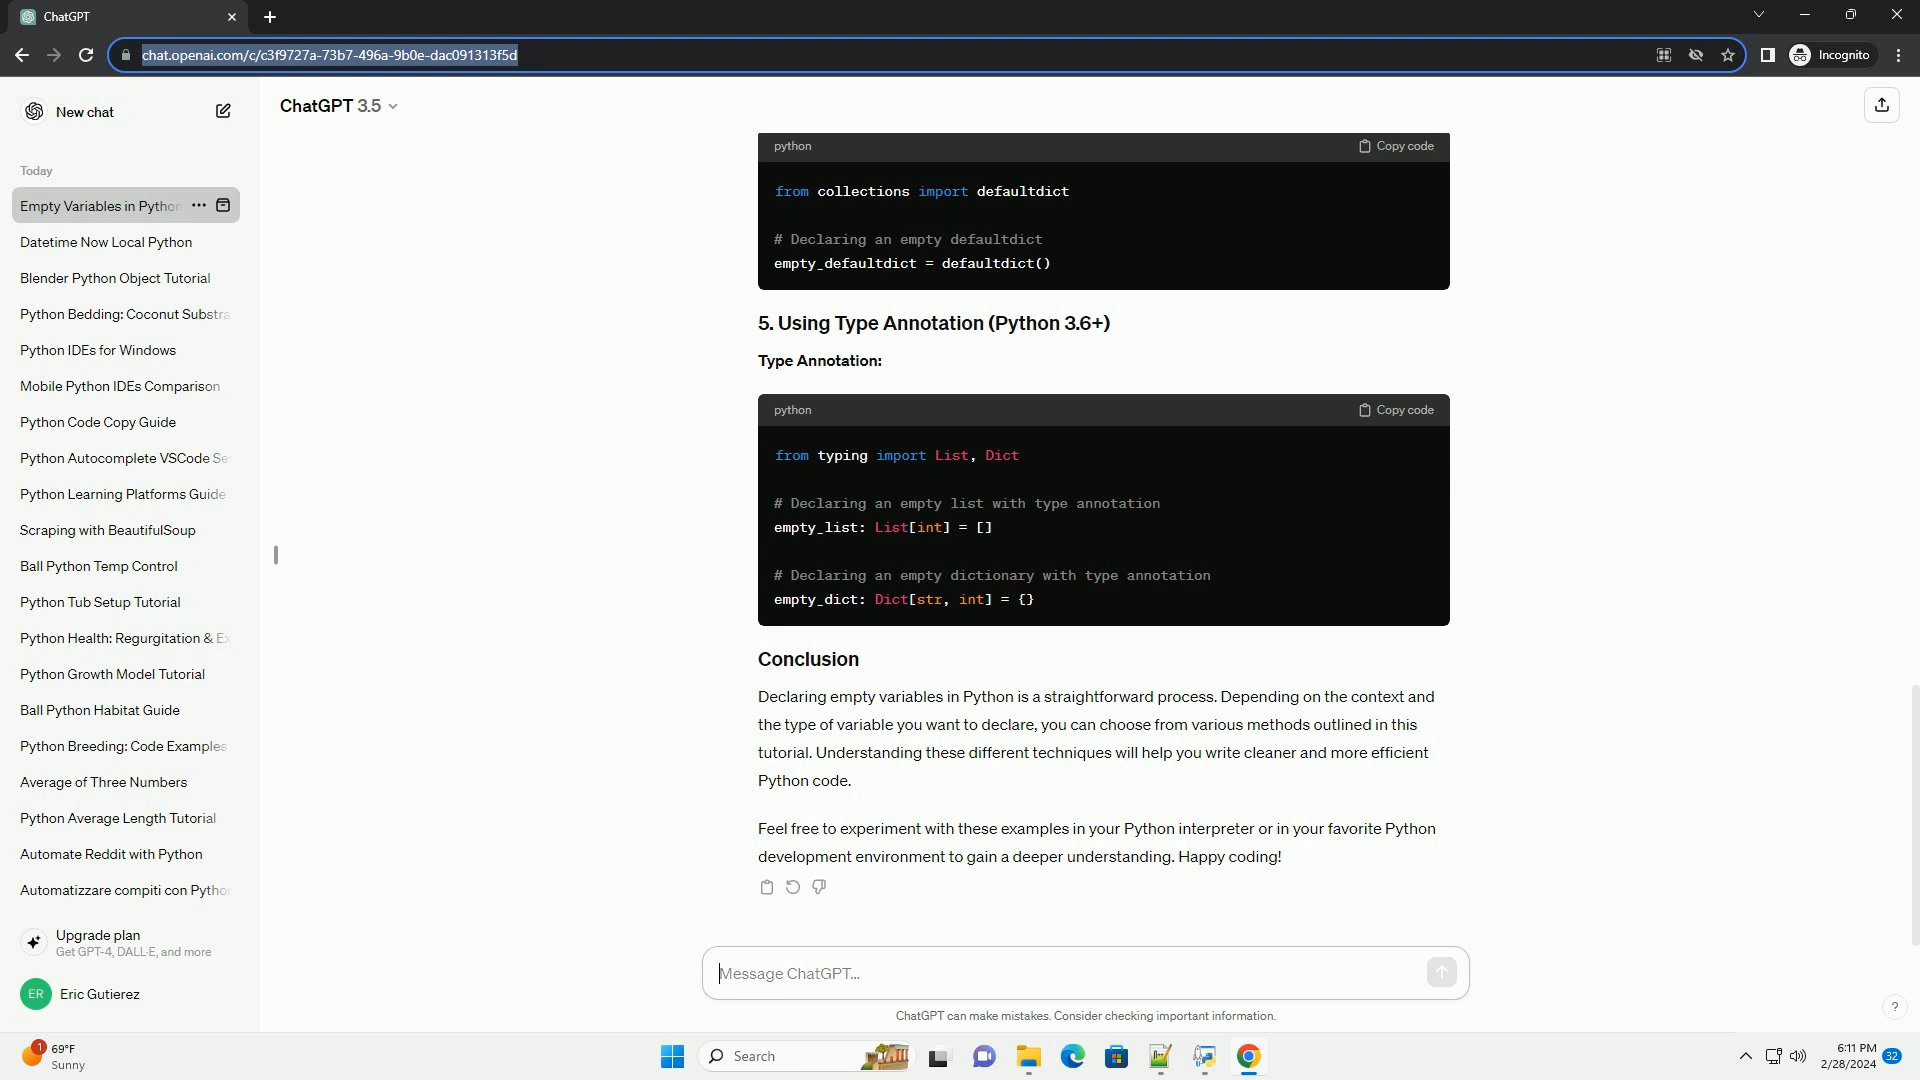 ChatGPT
chat.openai.com/c/c3f9727a-73b7-496a-9b0e-dac091313f5d
Incognito
New chat
Today
Empty Variables in Python
Datetime Now Local Python
Blender Python Object Tutorial
Python Bedding: Coconut Substra
Python IDEs for Windows
Mobile Python IDEs Comparison
Python Code Copy Guide
Python Autocomplete VSCode Se
Python Learning Platforms Guide
Scraping with BeautifulSoup
Ball Python Temp Control
Python Tub Setup Tutorial
Python Health: Regurgitation & Ex
Python Growth Model Tutorial
Ball Python Habitat Guide
Python Breeding: Code Examples
Average of Three Numbers
Python Average Length Tutorial
Automate Reddit with Python
Automatizzare compiti con Pytho
Upgrade plan
Get GPT-4, DALL·E, and more
ER Eric Gutierez
ChatGPT 3.5
python Copy code
from collections import defaultdict
# Declaring an empty defaultdict
empty_defaultdict = defaultdict()
5. Using Type Annotation (Python 3.6+)
Type Annotation:
python Copy code
from typing import List, Dict
# Declaring an empty list with type annotation
empty_list: List[int] = []
# Declaring an empty dictionary with type annotation
empty_dict: Dict[str, int] = {}
Conclusion
Declaring empty variables in Python is a straightforward process. Depending on the context and
the type of variable you want to declare, you can choose from various methods outlined in this
tutorial. Understanding these different techniques will help you write cleaner and more efficient
Python code.
Feel free to experiment with these examples in your Python interpreter or in your favorite Python
development environment to gain a deeper understanding. Happy coding!
Message ChatGPT...
ChatGPT can make mistakes. Consider checking important information.
?
1
69°F
Sunny
Search
6:11 PM
2/28/2024
32